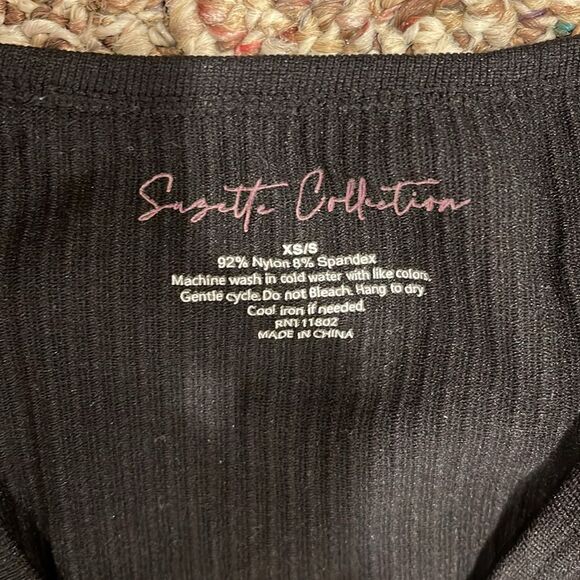 Suzette Collection
XS/S
92% Nylon 8% Spandex
Machine wash in cold water with like colors,
Gentle cycle. Do not Bleach. Hang to dry.
Cool iron if needed.
RN111802
MADE IN CHINA